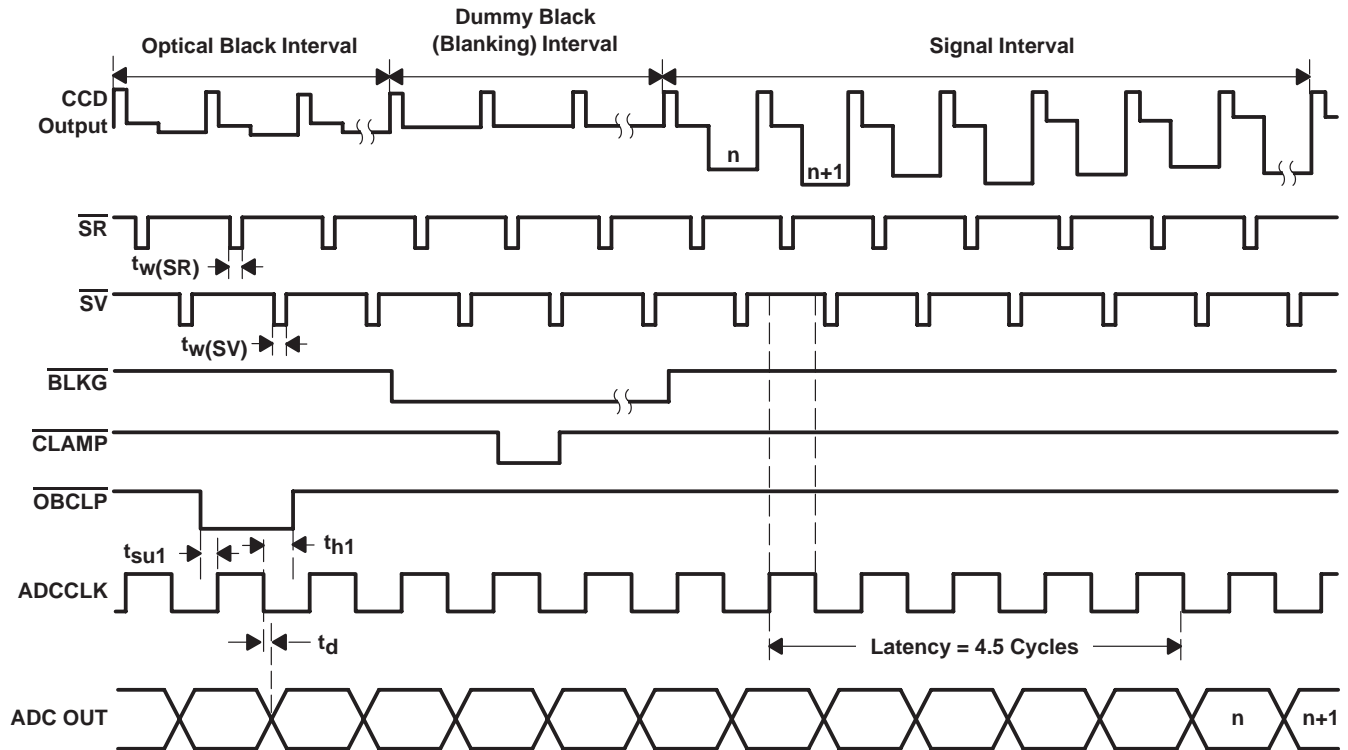 Optical Black Interval
Dummy Black
(Blanking) Interval
Signal Interval
CCD
Output
n
n+1
SR
tw(SR)
SV
tw(SV)
BLKG
CLAMP
OBCLP
tsu1
th1
ADCCLK
td
Latency = 4.5 Cycles
ADC OUT
n
n+1